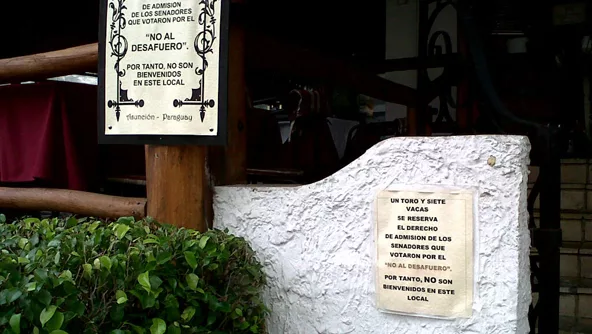 DE ADMISION
DE LOS SENADORES
QUE VOTARON POR EL
"NO AL
DESAFUERO".
POR TANTO, NO SON
BIENVENIDOS
EN ESTE LOCAL
Asunción - Paraguay
UN TORO Y SIETE
VACAS
SE RESERVA
EL DERECHO
DE ADMISION DE LOS
SENADORES QUE
VOTARON POR EL
"NO AL DESAFUERO".
POR TANTO, NO SON
BIENVENIDOS EN ESTE
LOCAL